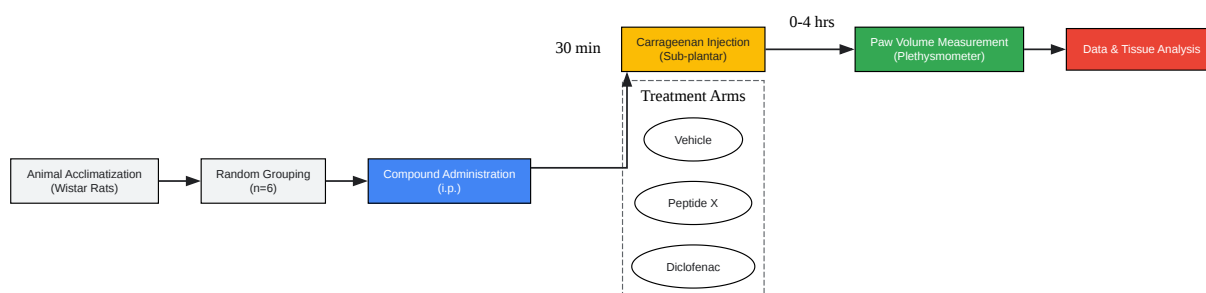 0-4 hrs
30 min
Carrageenan Injection
(Sub-plantar)
Paw Volume Measurement
(Plethysmometer)
Data & Tissue Analysis
Treatment Arms
Vehicle
Animal Acclimatization
(Wistar Rats)
Random Grouping
(n=6)
Compound Administration
(i.p.)
Peptide X
Diclofenac